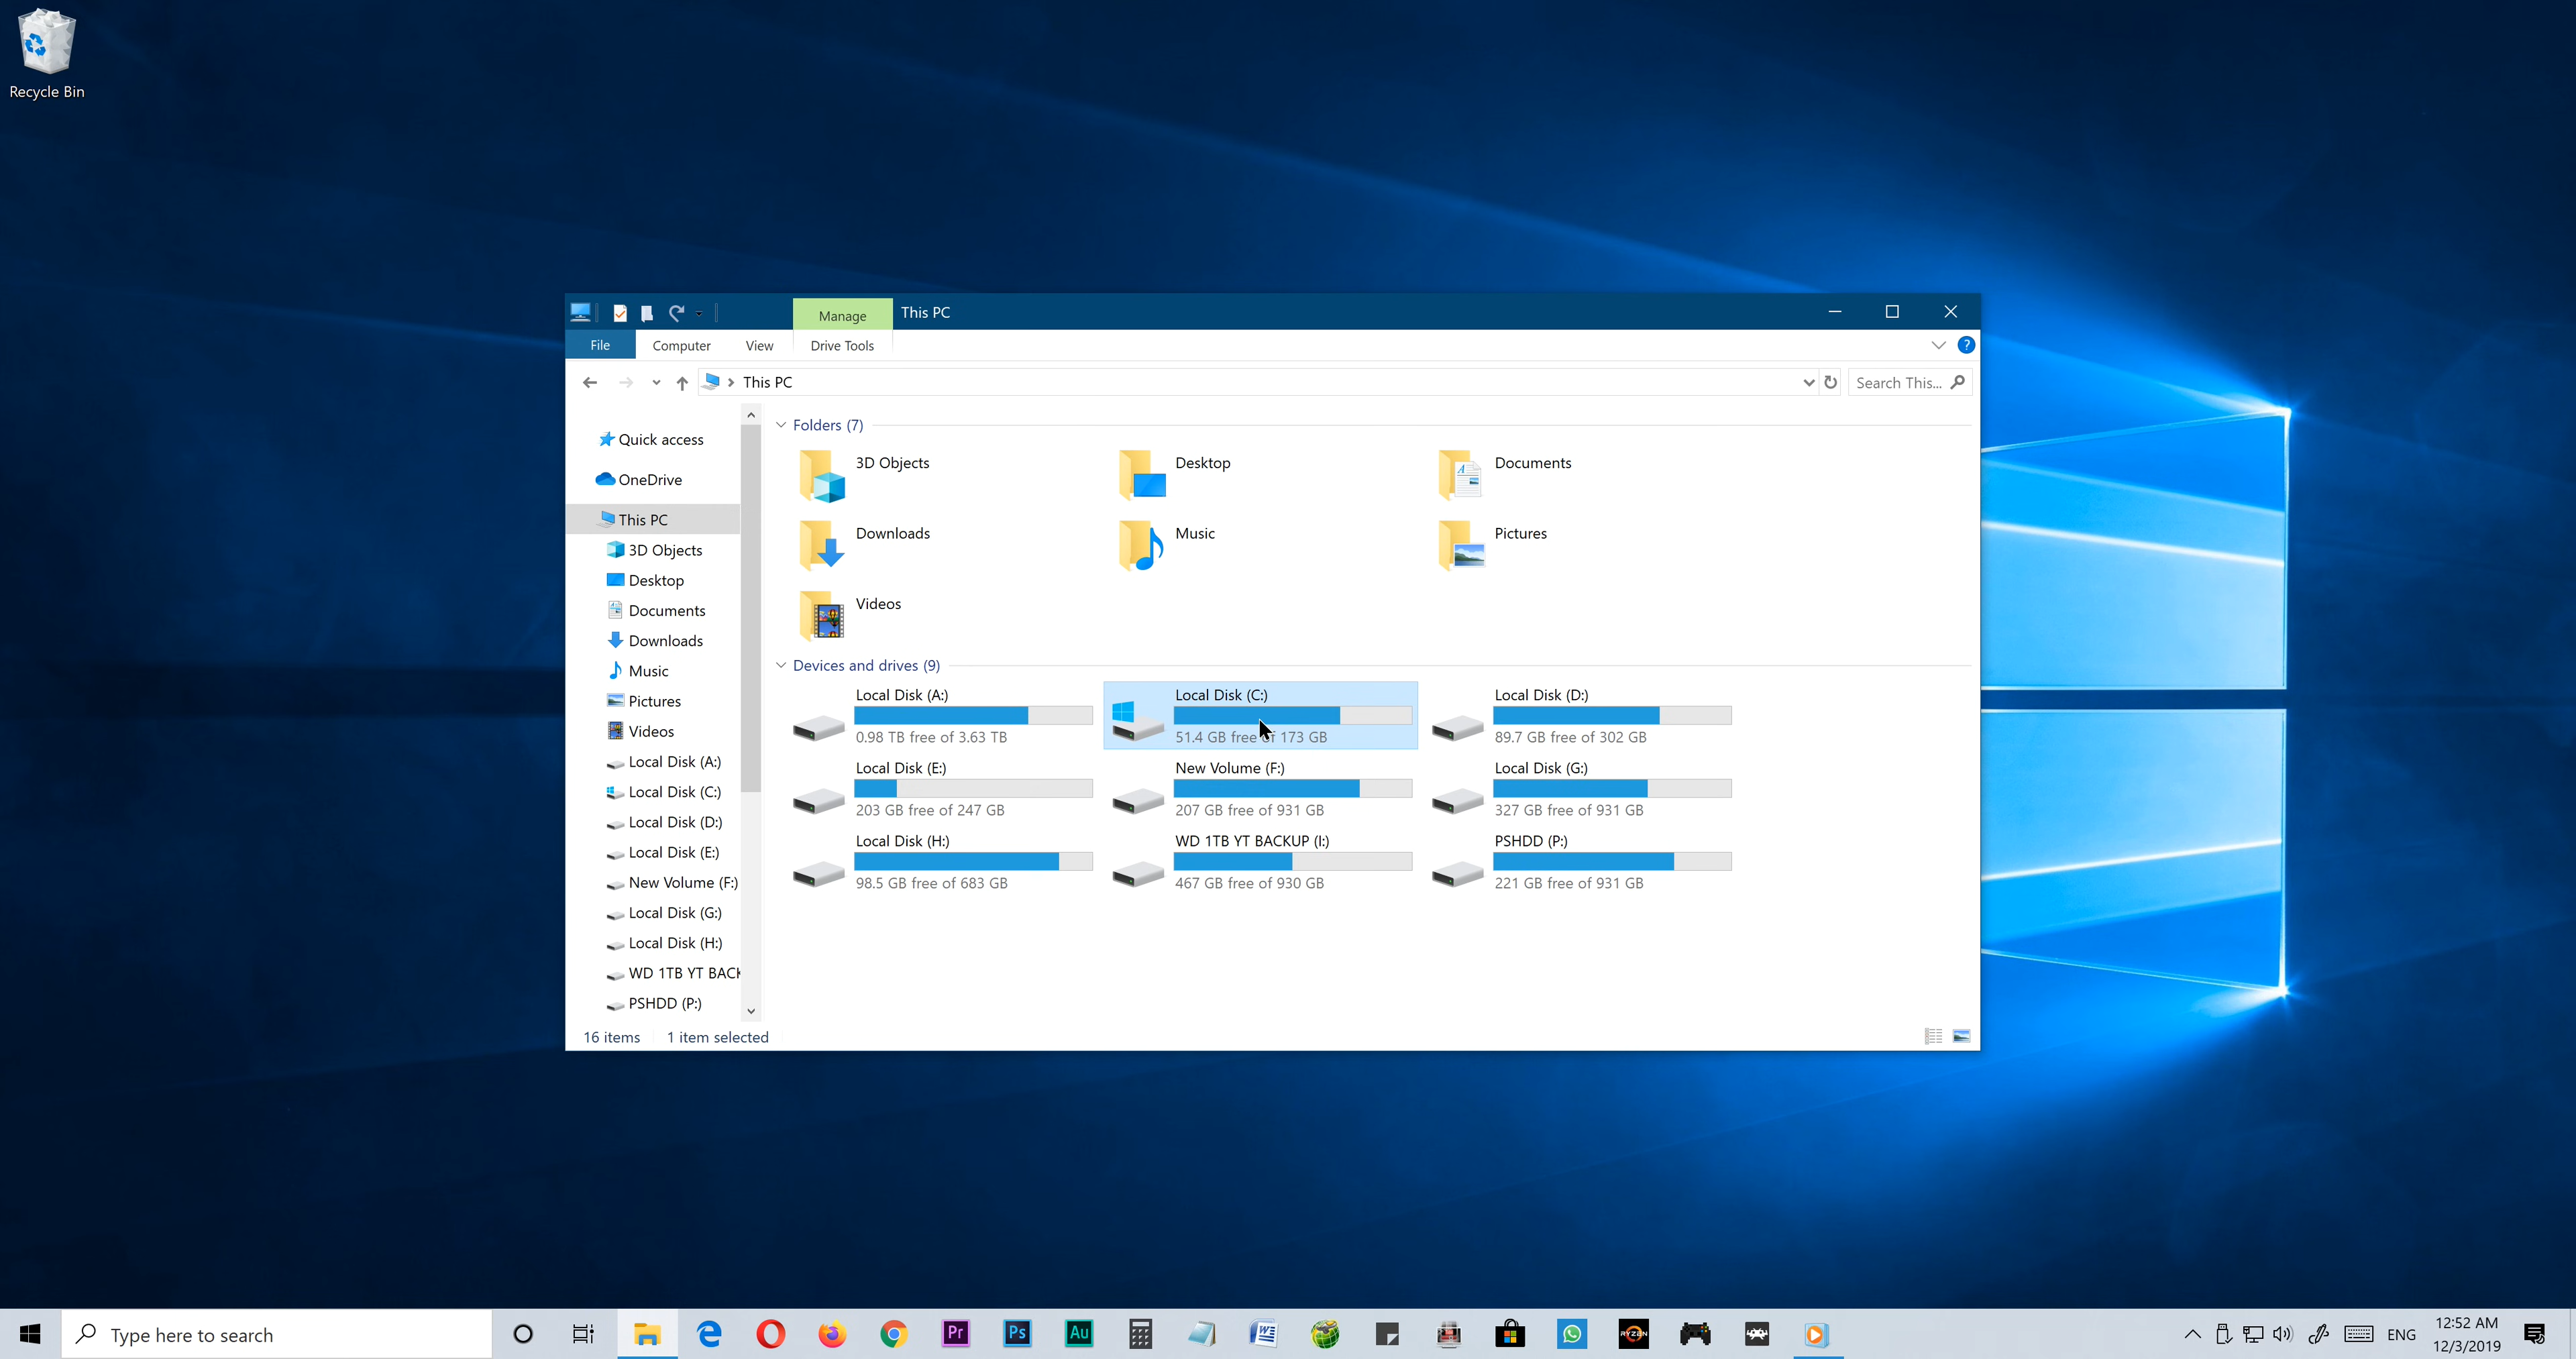 Recycle Bin
Manage
This PC
File
Computer
View
Drive Tools
?
This PC
Search This...
Quick access
OneDrive
This PC
3D Objects
Desktop
Documents
Downloads
Music
Pictures
Videos
Local Disk (A:)
Local Disk (C:)
Local Disk (D:)
Local Disk (E:)
New Volume (F:)
Local Disk (G:)
Local Disk (H:)
WD 1TB YT BACK
PSHDD (P:)
Folders (7)
3D Objects
Desktop
Documents
Downloads
Music
Pictures
Videos
Devices and drives (9)
Local Disk (A:)
0.98 TB free of 3.63 TB
Local Disk (C:)
51.4 GB free of 173 GB
Local Disk (D:)
89.7 GB free of 302 GB
Local Disk (E:)
203 GB free of 247 GB
New Volume (F:)
207 GB free of 931 GB
Local Disk (G:)
327 GB free of 931 GB
Local Disk (H:)
98.5 GB free of 683 GB
WD 1TB YT BACKUP (I:)
467 GB free of 930 GB
PSHDD (P:)
221 GB free of 931 GB
16 items
1 item selected
Type here to search
Pr
Ps
Au
RYZEN
ENG
12:52 AM
12/3/2019